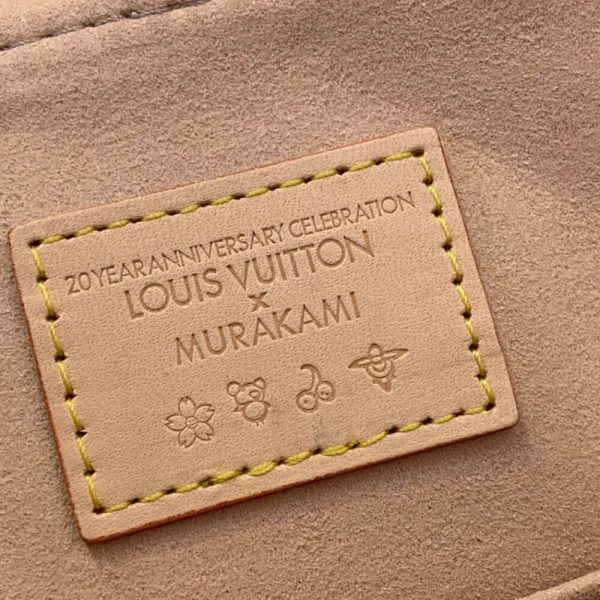 20 YEAR ANNIVERSARY CELEBRATION
LOUIS VUITTON
x
MURAKAMI